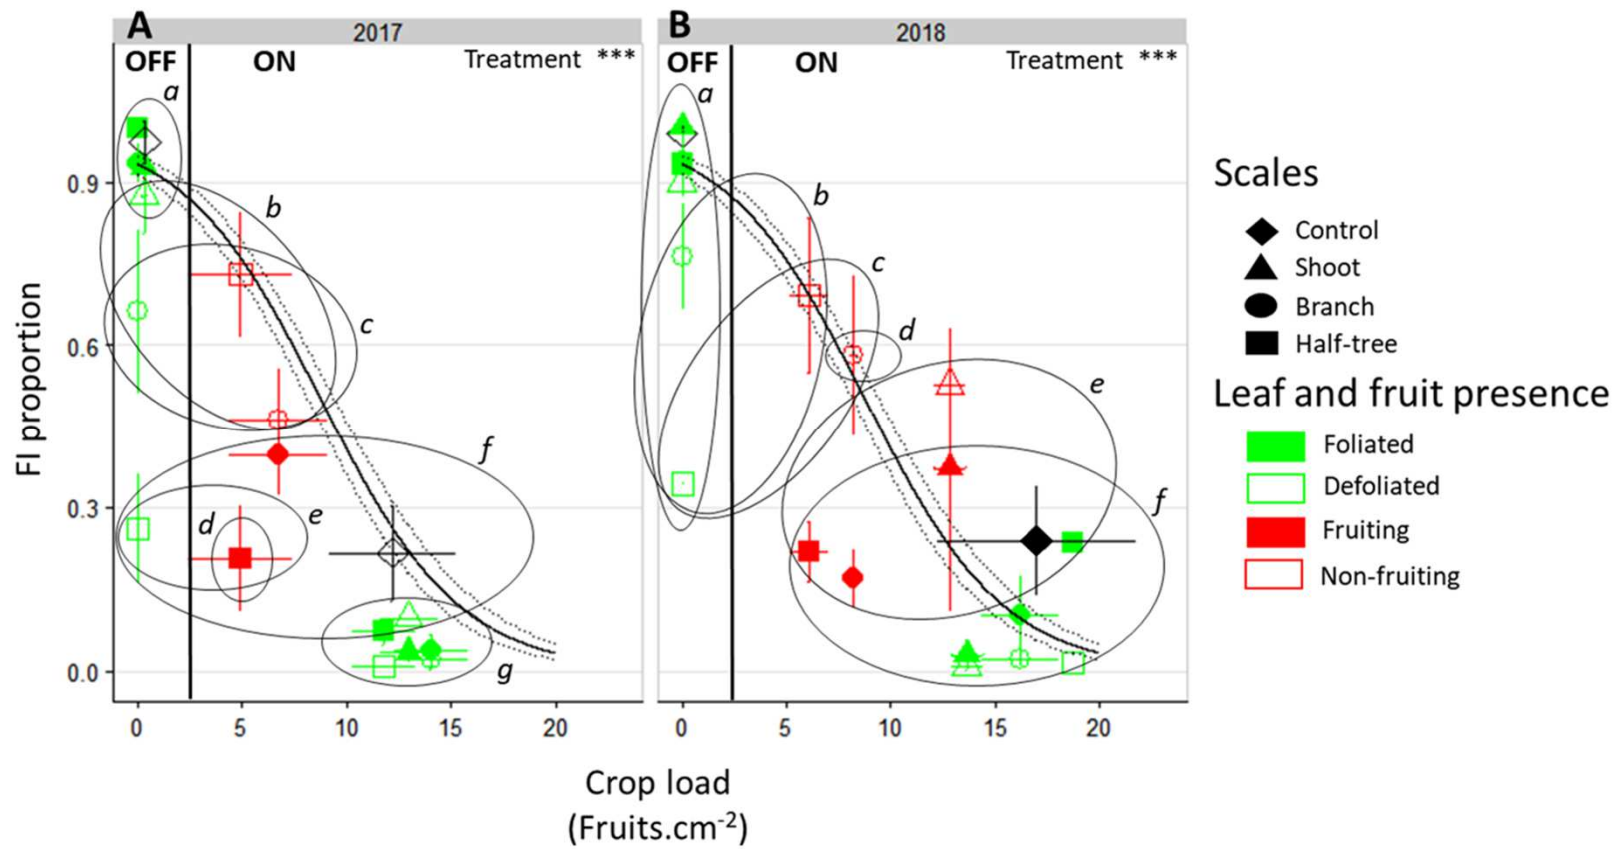 A
2017
OFF
ON
Treatment ***
a
b
c
d
e
f
g
B
2018
OFF
ON
Treatment ***
a
b
c
d
e
f
FI proportion
0.9
0.6
0.3
0.0
0 5 10 15 20
0 5 10 15 20
Crop load
(Fruits.cm-2)
Scales
Control
Shoot
Branch
Half-tree
Leaf and fruit presence
Foliated
Defoliated
Fruiting
Non-fruiting